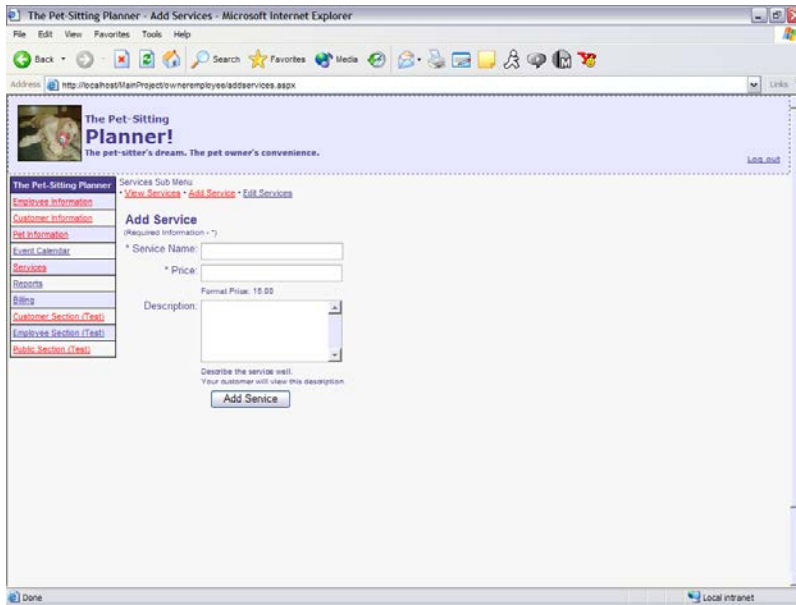 The Pet-Sitting Planner - Add Services - Microsoft Internet Explorer
File Edit View Favorites Tools Help
Back Search Favorites Media
Address http://localhost/MainProject/owneremployee/addservices.aspx Links
The Pet-Sitting
Planner!
The pet-sitter's dream. The pet owner's convenience.
Log out
The Pet-Sitting Planner
Employee Information
Customer Information
Pet Information
Event Calendar
Services
Reports
Billing
Customer Section (Test)
Employee Section (Test)
Public Section (Test)
Services Sub Menu
• View Services • Add Service • Edit Services
Add Service
(Required Information - *)
* Service Name:
* Price:
Format Price: 15.00
Description:
Describe the service well.
Your customer will view this description.
Add Service
Done Local intranet